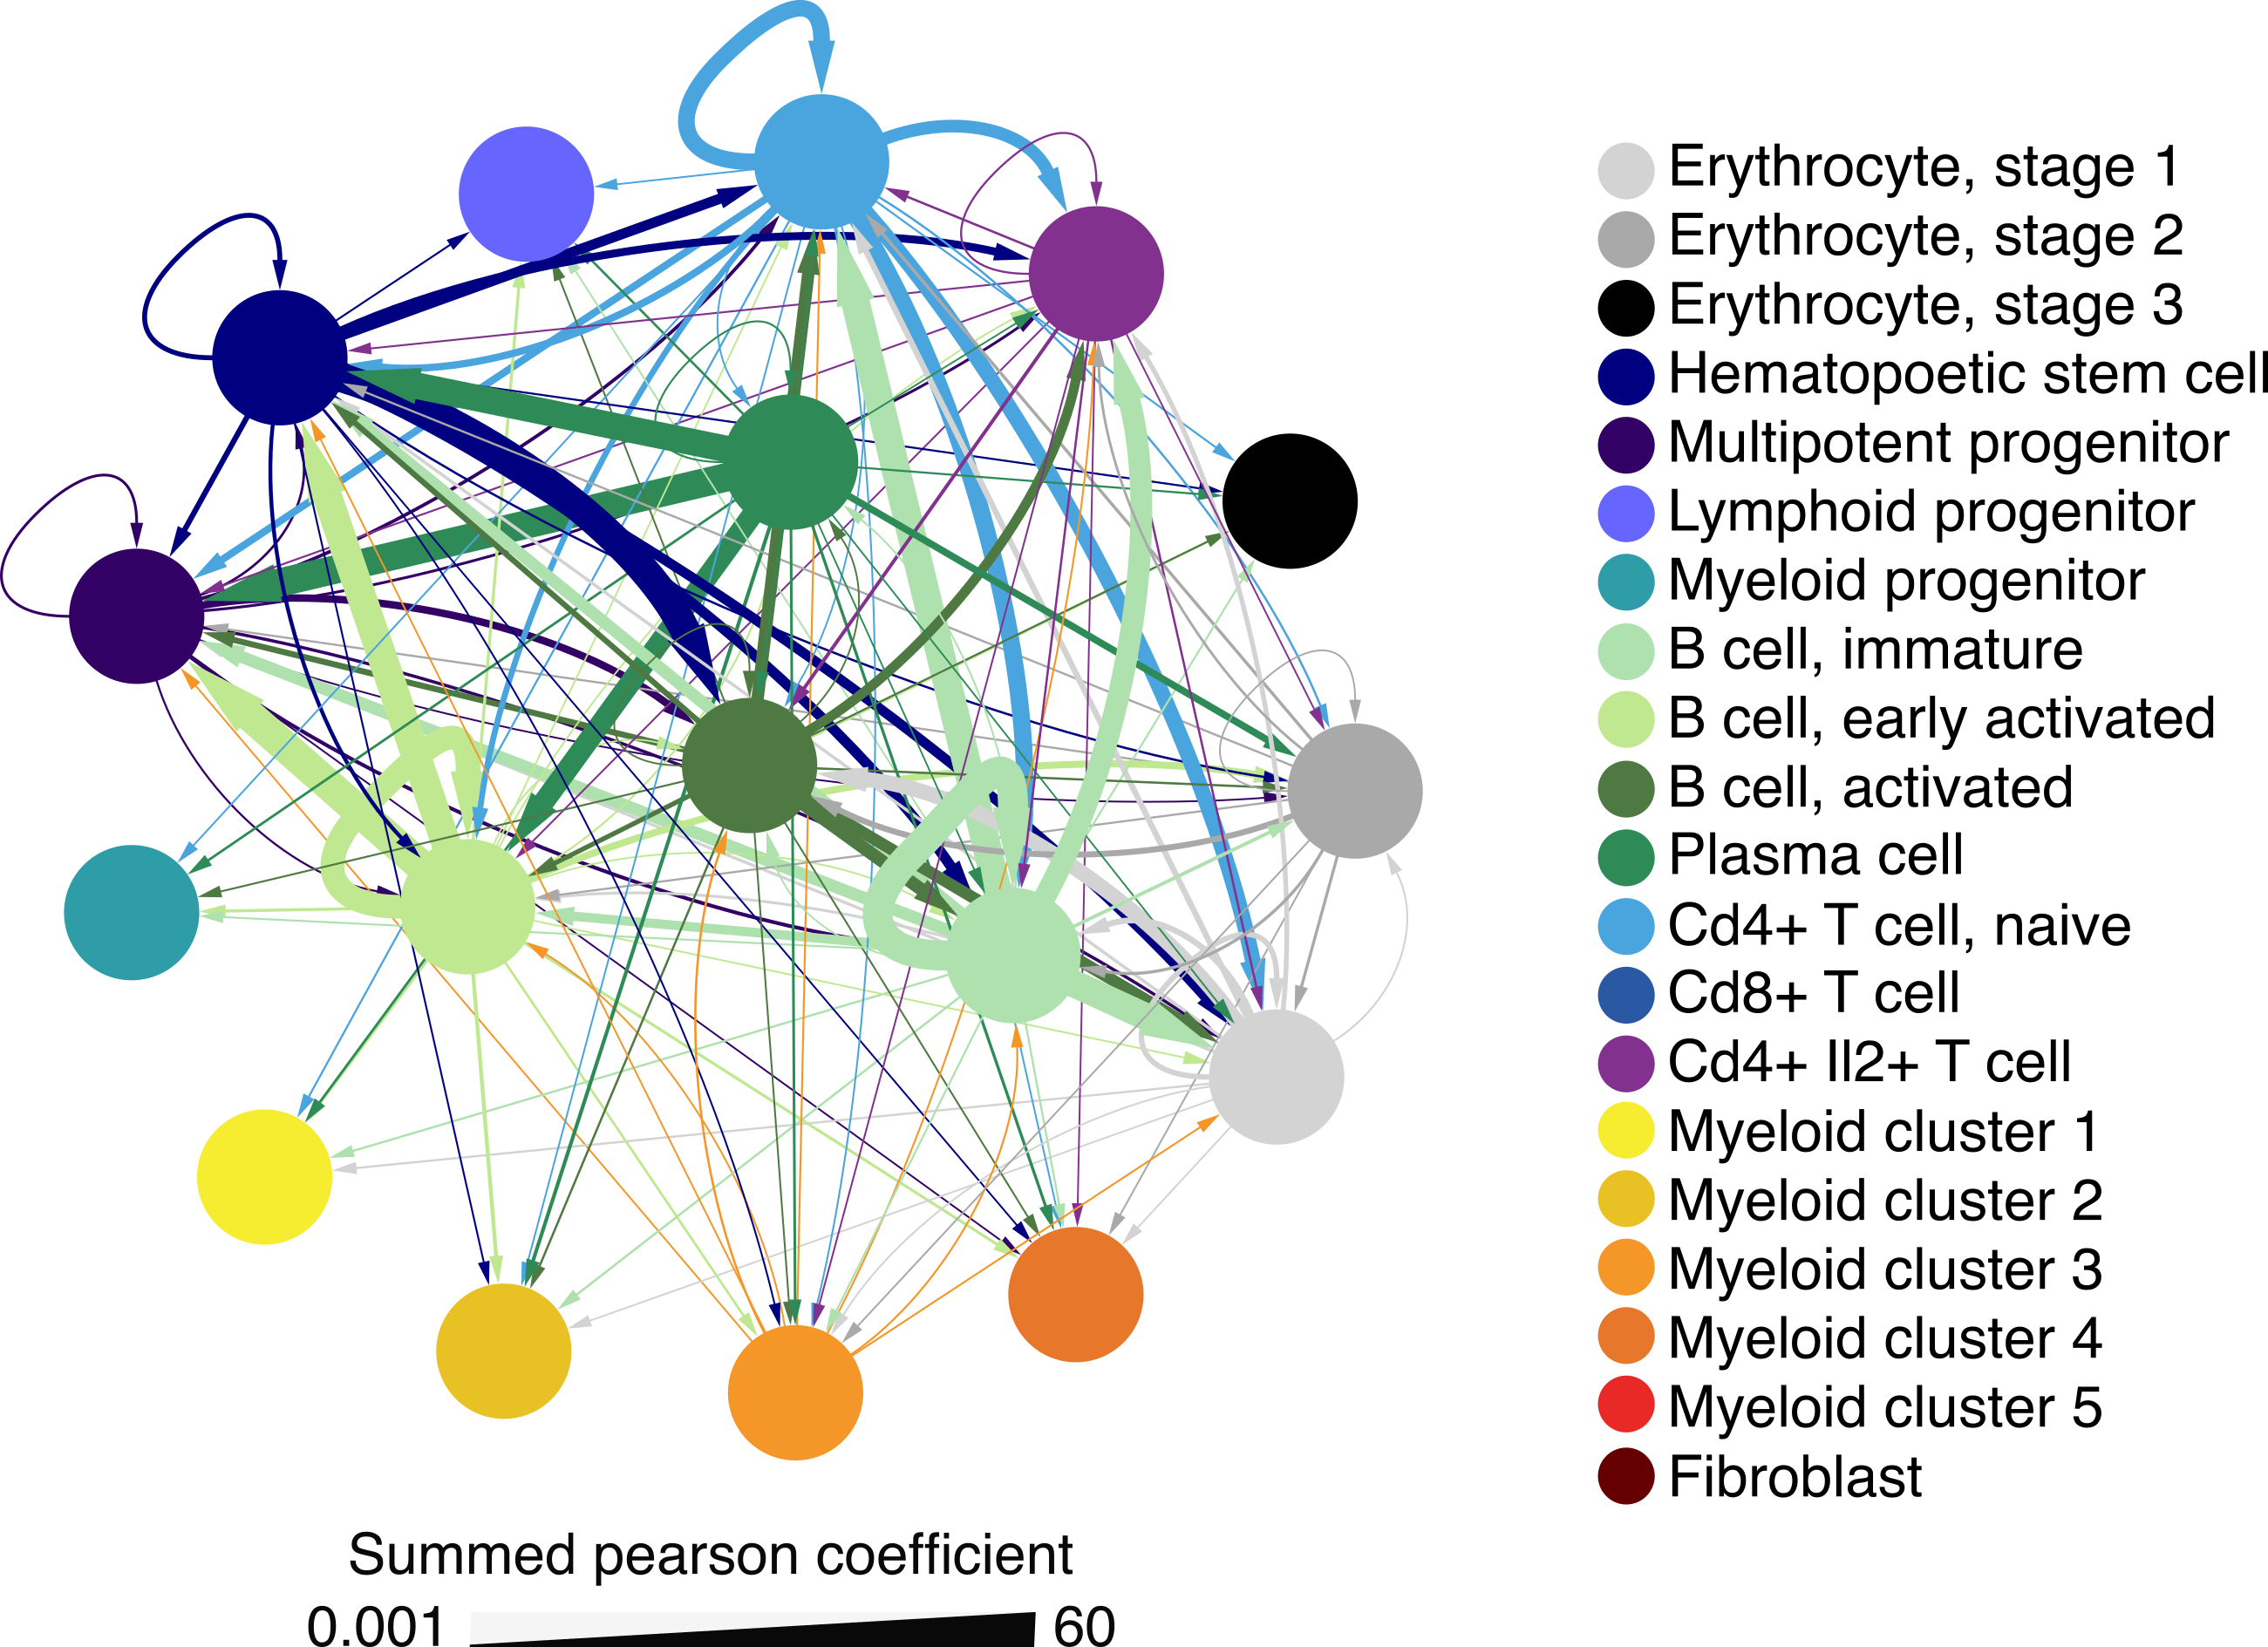 Erythrocyte, stage 1
Erythrocyte, stage 2
Erythrocyte, stage 3
Hematopoetic stem cell
Multipotent progenitor
Lymphoid progenitor
Myeloid progenitor
B cell, immature
B cell, early activated
B cell, activated
Plasma cell
Cd4+ T cell, naive
Cd8+ T cell
Cd4+ Il2+ T cell
Myeloid cluster 1
Myeloid cluster 2
Myeloid cluster 3
Myeloid cluster 4
Myeloid cluster 5
Fibroblast
Summed pearson coefficient
0.001 60